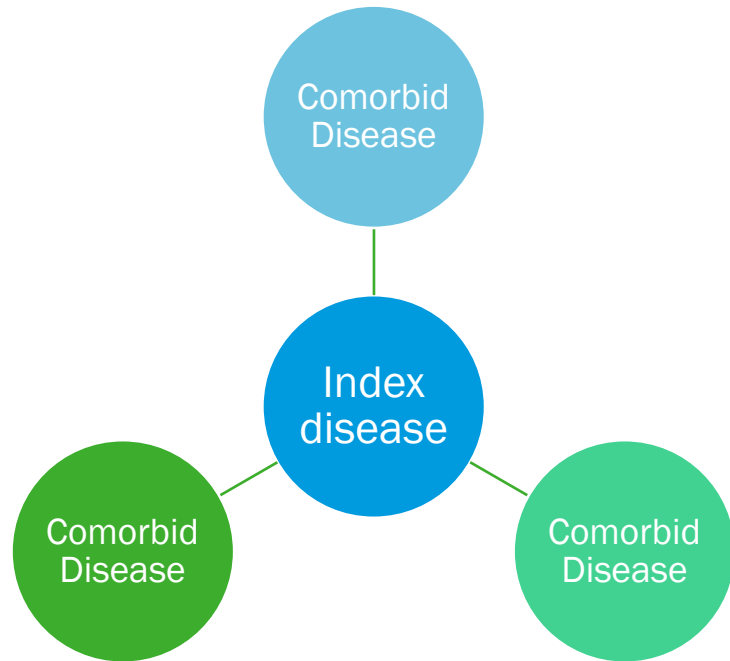 Comorbid
Disease
Index
disease
Comorbid
Disease
Comorbid
Disease